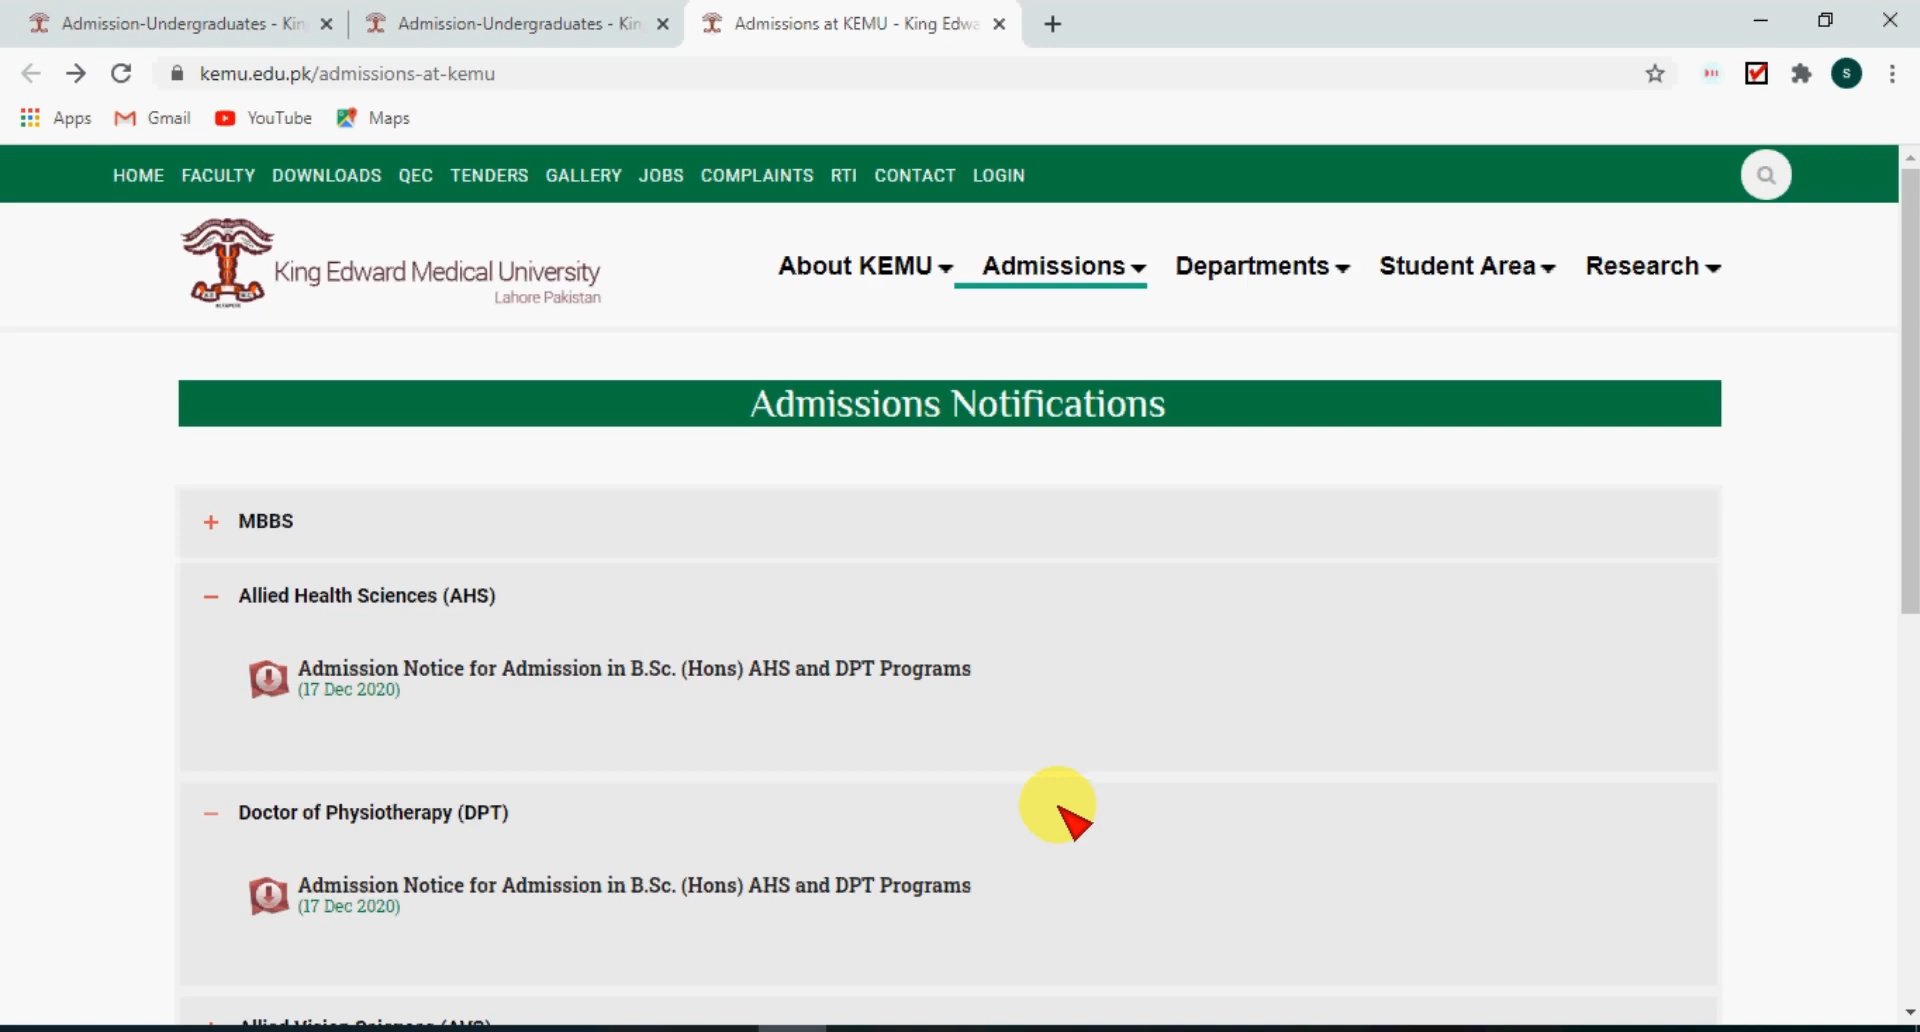 Admission-Undergraduates - Kin
Admission-Undergraduates - Kin
Admissions at KEMU - King Edwa
kemu.edu.pk/admissions-at-kemu
S
Apps
Gmail
YouTube
Maps
HOME FACULTY DOWNLOADS QEC TENDERS GALLERY JOBS COMPLAINTS RTI CONTACT LOGIN
King Edward Medical University
Lahore Pakistan
About KEMU Admissions Departments Student Area Research
Admissions Notifications
+ MBBS
− Allied Health Sciences (AHS)
Admission Notice for Admission in B.Sc. (Hons) AHS and DPT Programs
(17 Dec 2020)
− Doctor of Physiotherapy (DPT)
Admission Notice for Admission in B.Sc. (Hons) AHS and DPT Programs
(17 Dec 2020)
Allied Vision Sciences (AVS)